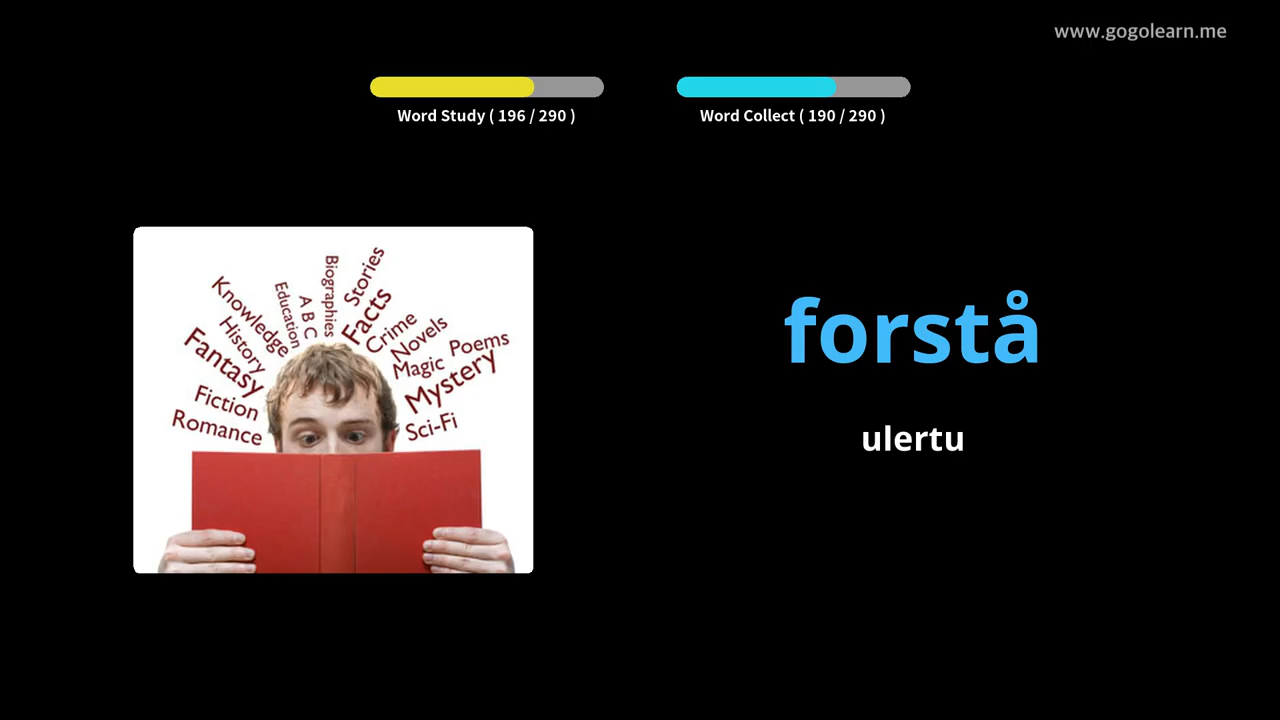 www.gogolearn.me
Word Study ( 196 / 290 )
Word Collect ( 190 / 290 )
Knowledge
Education
A B C
Biographies
Stories
Facts
Crime
Novels
Poems
Magic
Mystery
Sci-Fi
History
Fantasy
Fiction
Romance
forstå
ulertu